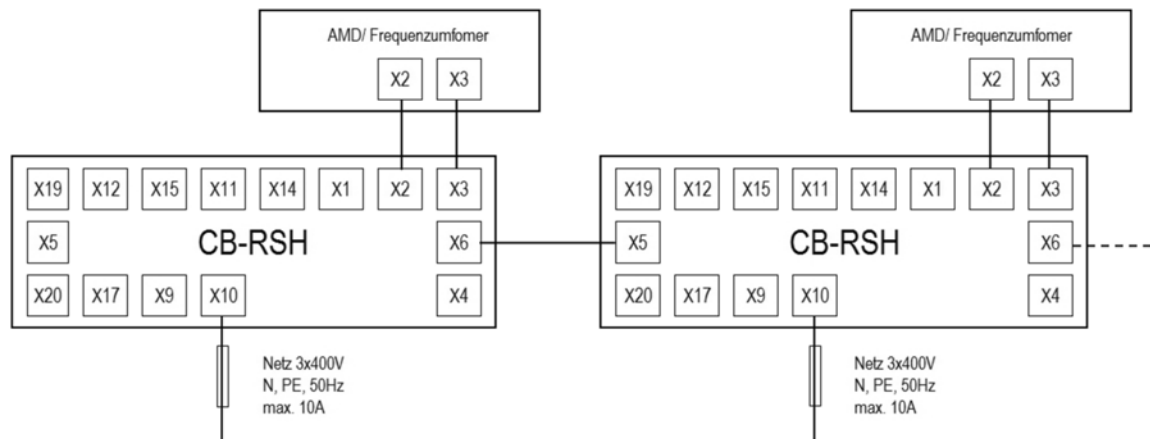 AMD/ Frequenzumfomer
AMD/ Frequenzumfomer
X2 X3
X2 X3
X19 X12 X15 X11 X14 X1 X2 X3
X19 X12 X15 X11 X14 X1 X2 X3
X5 CB-RSH X6
X5 CB-RSH X6
X20 X17 X9 X10 X4
X20 X17 X9 X10 X4
Netz 3x400V
N, PE, 50Hz
max. 10A
Netz 3x400V
N, PE, 50Hz
max. 10A